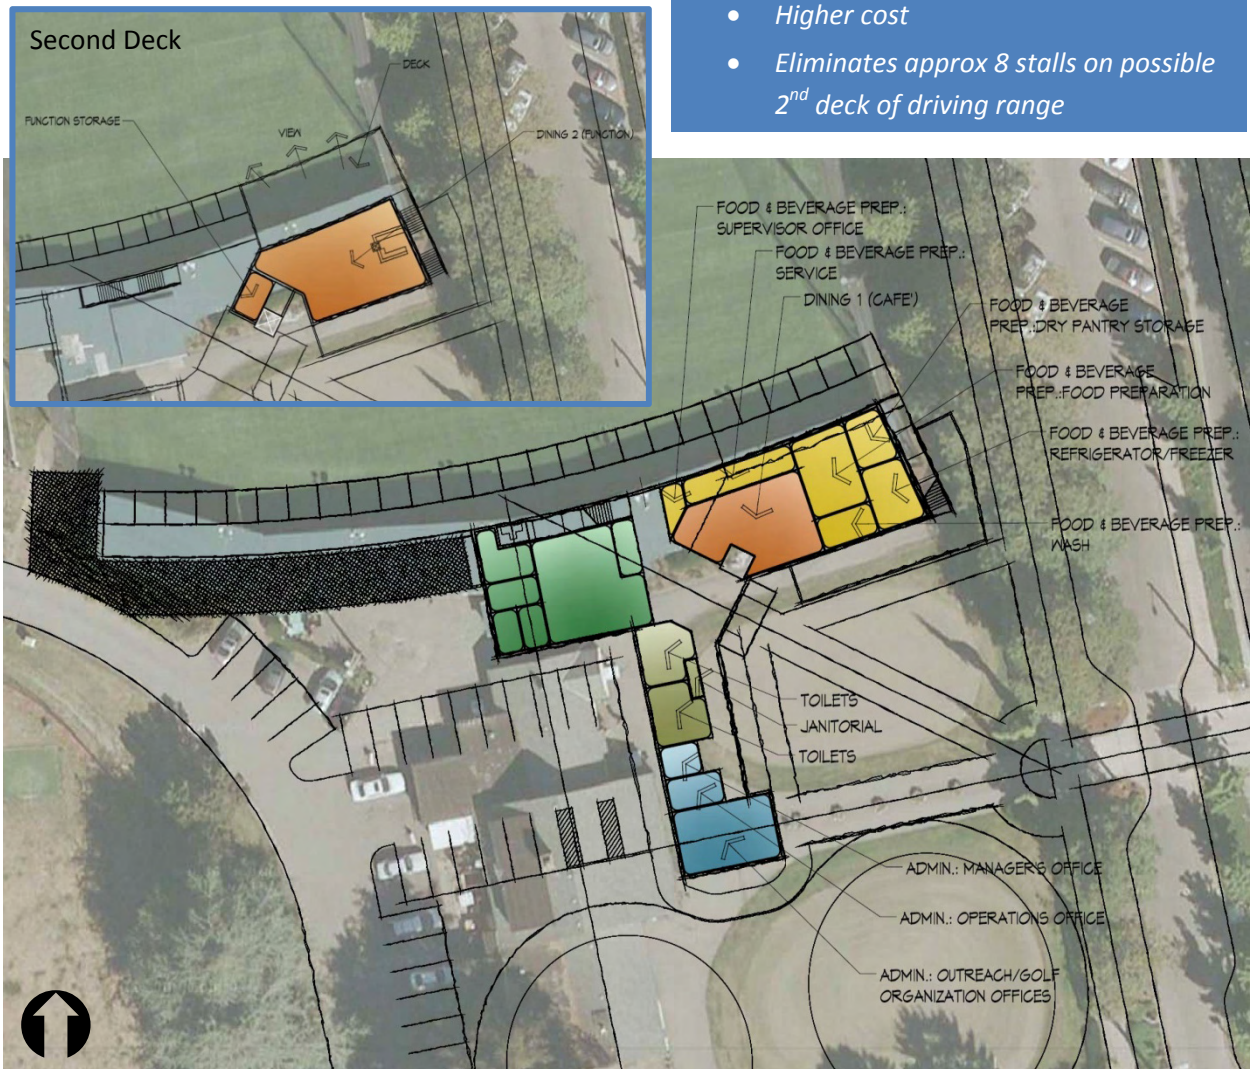 Second Deck
DECK
FUNCTION STORAGE
VIEW
DINING 2 (FUNCTION)
• Higher cost
• Eliminates approx 8 stalls on possible
2nd deck of driving range
FOOD & BEVERAGE PREP.:
SUPERVISOR OFFICE
FOOD & BEVERAGE PREP.:
SERVICE
DINING 1 (CAFE')
FOOD & BEVERAGE
PREP.:DRY PANTRY STORAGE
FOOD & BEVERAGE
PREP.:FOOD PREPARATION
FOOD & BEVERAGE PREP.:
REFRIGERATOR/FREEZER
FOOD & BEVERAGE PREP.:
WASH
TOILETS
JANITORIAL
TOILETS
ADMIN.: MANAGER'S OFFICE
ADMIN.: OPERATIONS OFFICE
ADMIN.: OUTREACH/GOLF
ORGANIZATION OFFICES